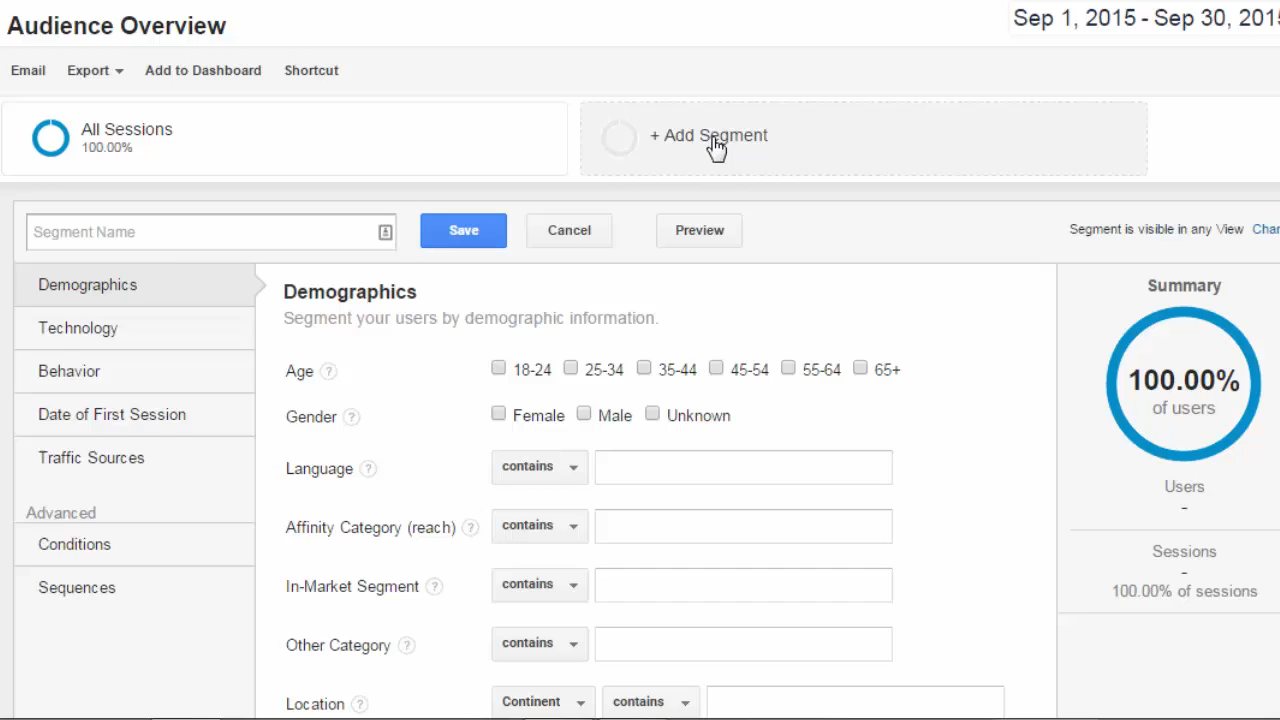 Audience Overview
Sep 1, 2015 - Sep 30, 201
Email Export Add to Dashboard Shortcut
All Sessions
100.00%
+ Add Segment
Segment Name
Save Cancel Preview
Segment is visible in any View
Demographics
Technology
Behavior
Date of First Session
Traffic Sources
Advanced
Conditions
Sequences
Demographics
Segment your users by demographic information.
Age ? 18-24 25-34 35-44 45-54 55-64 65+
Gender ? Female Male Unknown
Language ? contains
Affinity Category (reach) ? contains
In-Market Segment ? contains
Other Category ? contains
Location ? Continent contains
Summary
100.00%
of users
Users
-
Sessions
-
100.00% of sessions